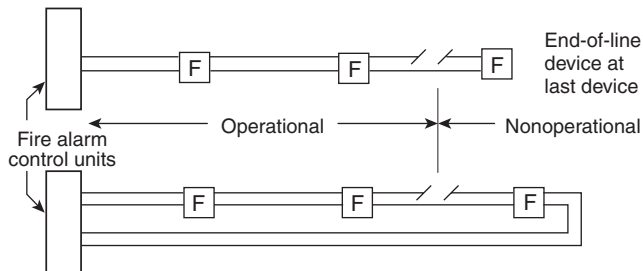 F
F
F
End-of-line
device at
last device
Operational
Nonoperational
Fire alarm
control units
F
F
F